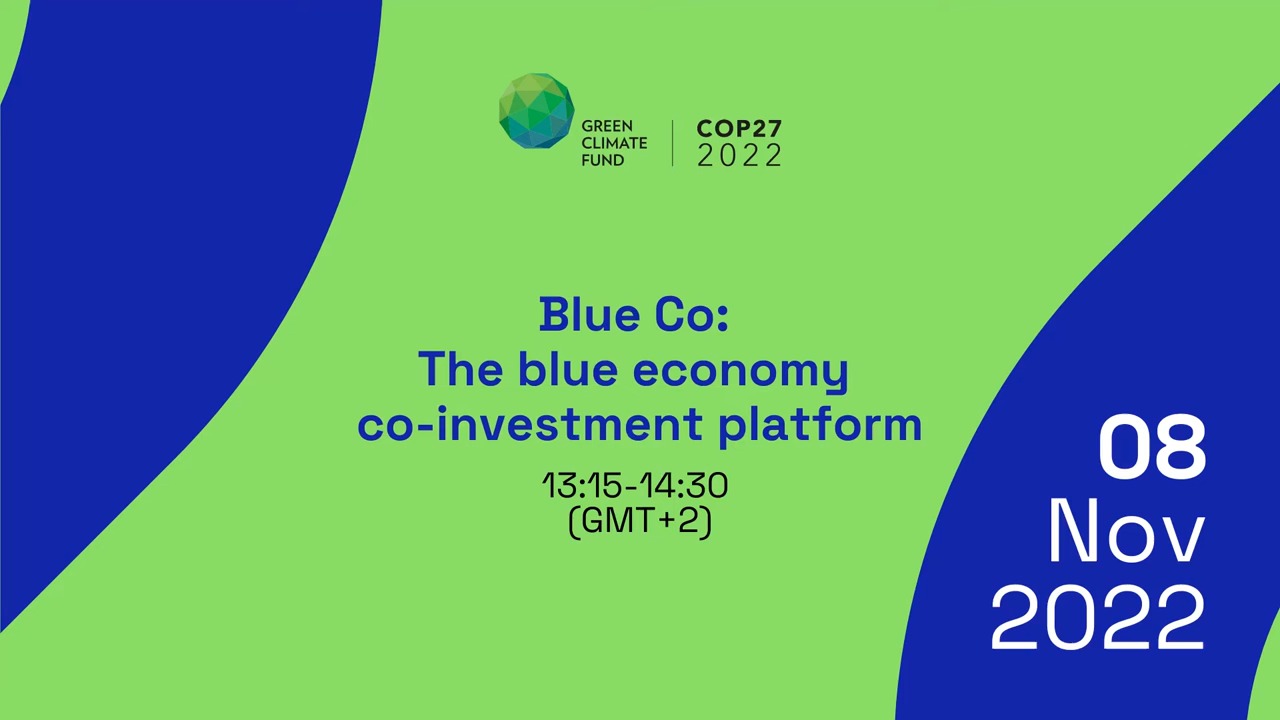 GREEN
CLIMATE
FUND
COP27
2022
Blue Co:
The blue economy
co-investment platform
13:15-14:30
(GMT+2)
08
Nov
2022